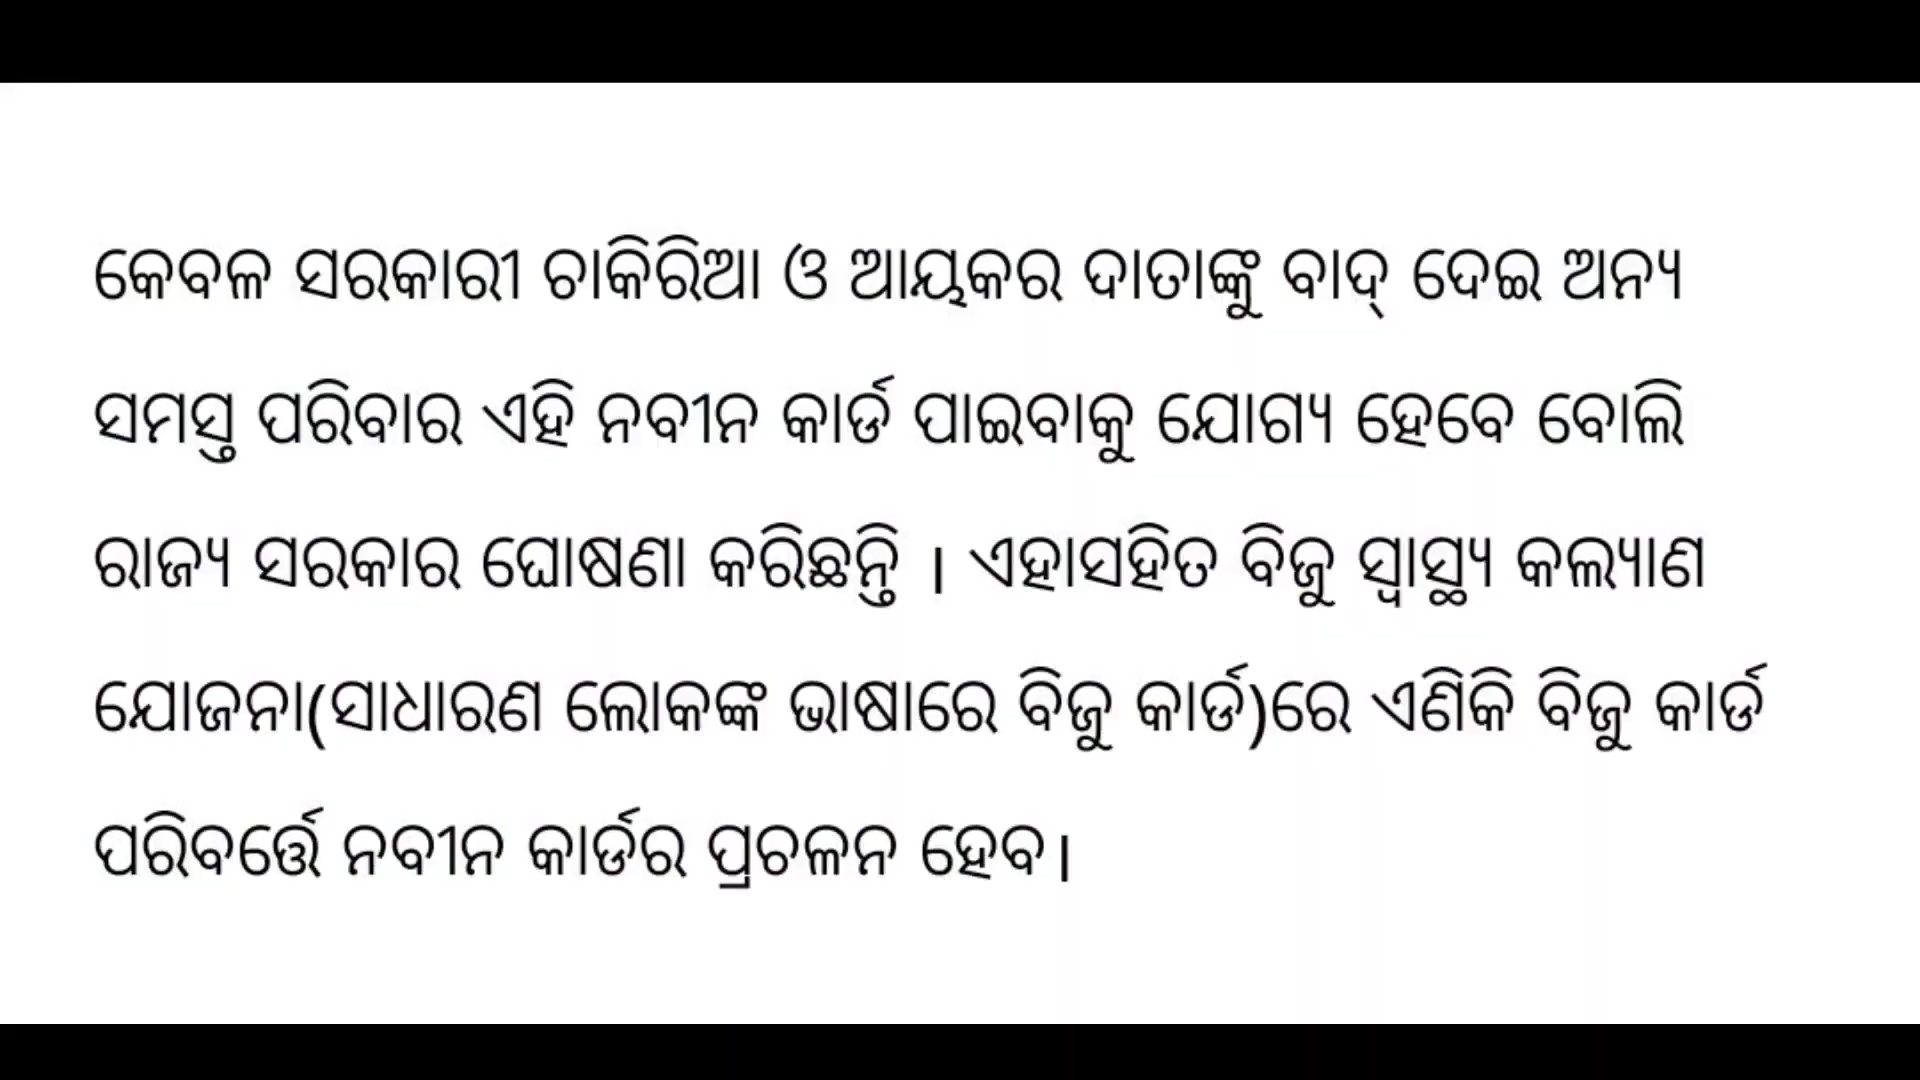 କେବଳ ସରକାରୀ ଚାକିରିଆ ଓ ଆୟକର ଦାତାଙ୍କୁ ବାଦ୍ ଦେଇ ଅନ୍ୟ
ସମସ୍ତ ପରିବାର ଏହି ନବୀନ କାର୍ଡ ପାଇବାକୁ ଯୋଗ୍ୟ ହେବେ ବୋଲି
ରାଜ୍ୟ ସରକାର ଘୋଷଣା କରିଛନ୍ତି । ଏହାସହିତ ବିଜୁ ସ୍ୱାସ୍ଥ୍ୟ କଲ୍ୟାଣ
ଯୋଜନା(ସାଧାରଣ ଲୋକଙ୍କ ଭାଷାରେ ବିଜୁ କାର୍ଡ)ରେ ଏଣିକି ବିଜୁ କାର୍ଡ
ପରିବର୍ତ୍ତେ ନବୀନ କାର୍ଡର ପ୍ରଚଳନ ହେବ।